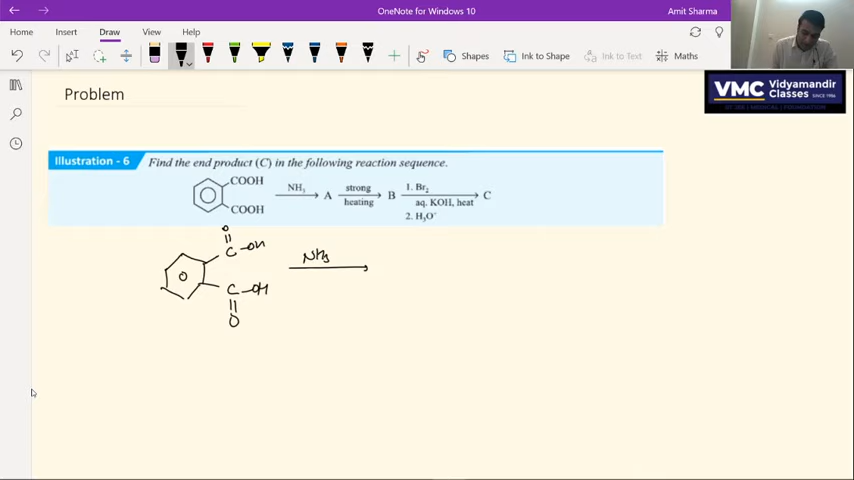 OneNote for Windows 10
Amit Sharma
Home Insert Draw View Help
Shapes Ink to Shape Ink to Text Maths
VMC Vidyamandir Classes SINCE 1986
Problem
Illustration - 6 Find the end product (C) in the following reaction sequence.
COOH
COOH
NH₃ A strong heating B 1. Br₂ aq. KOH, heat 2. H₃O⁺ C
O
C-OH
NH₃
O
C-OH
O